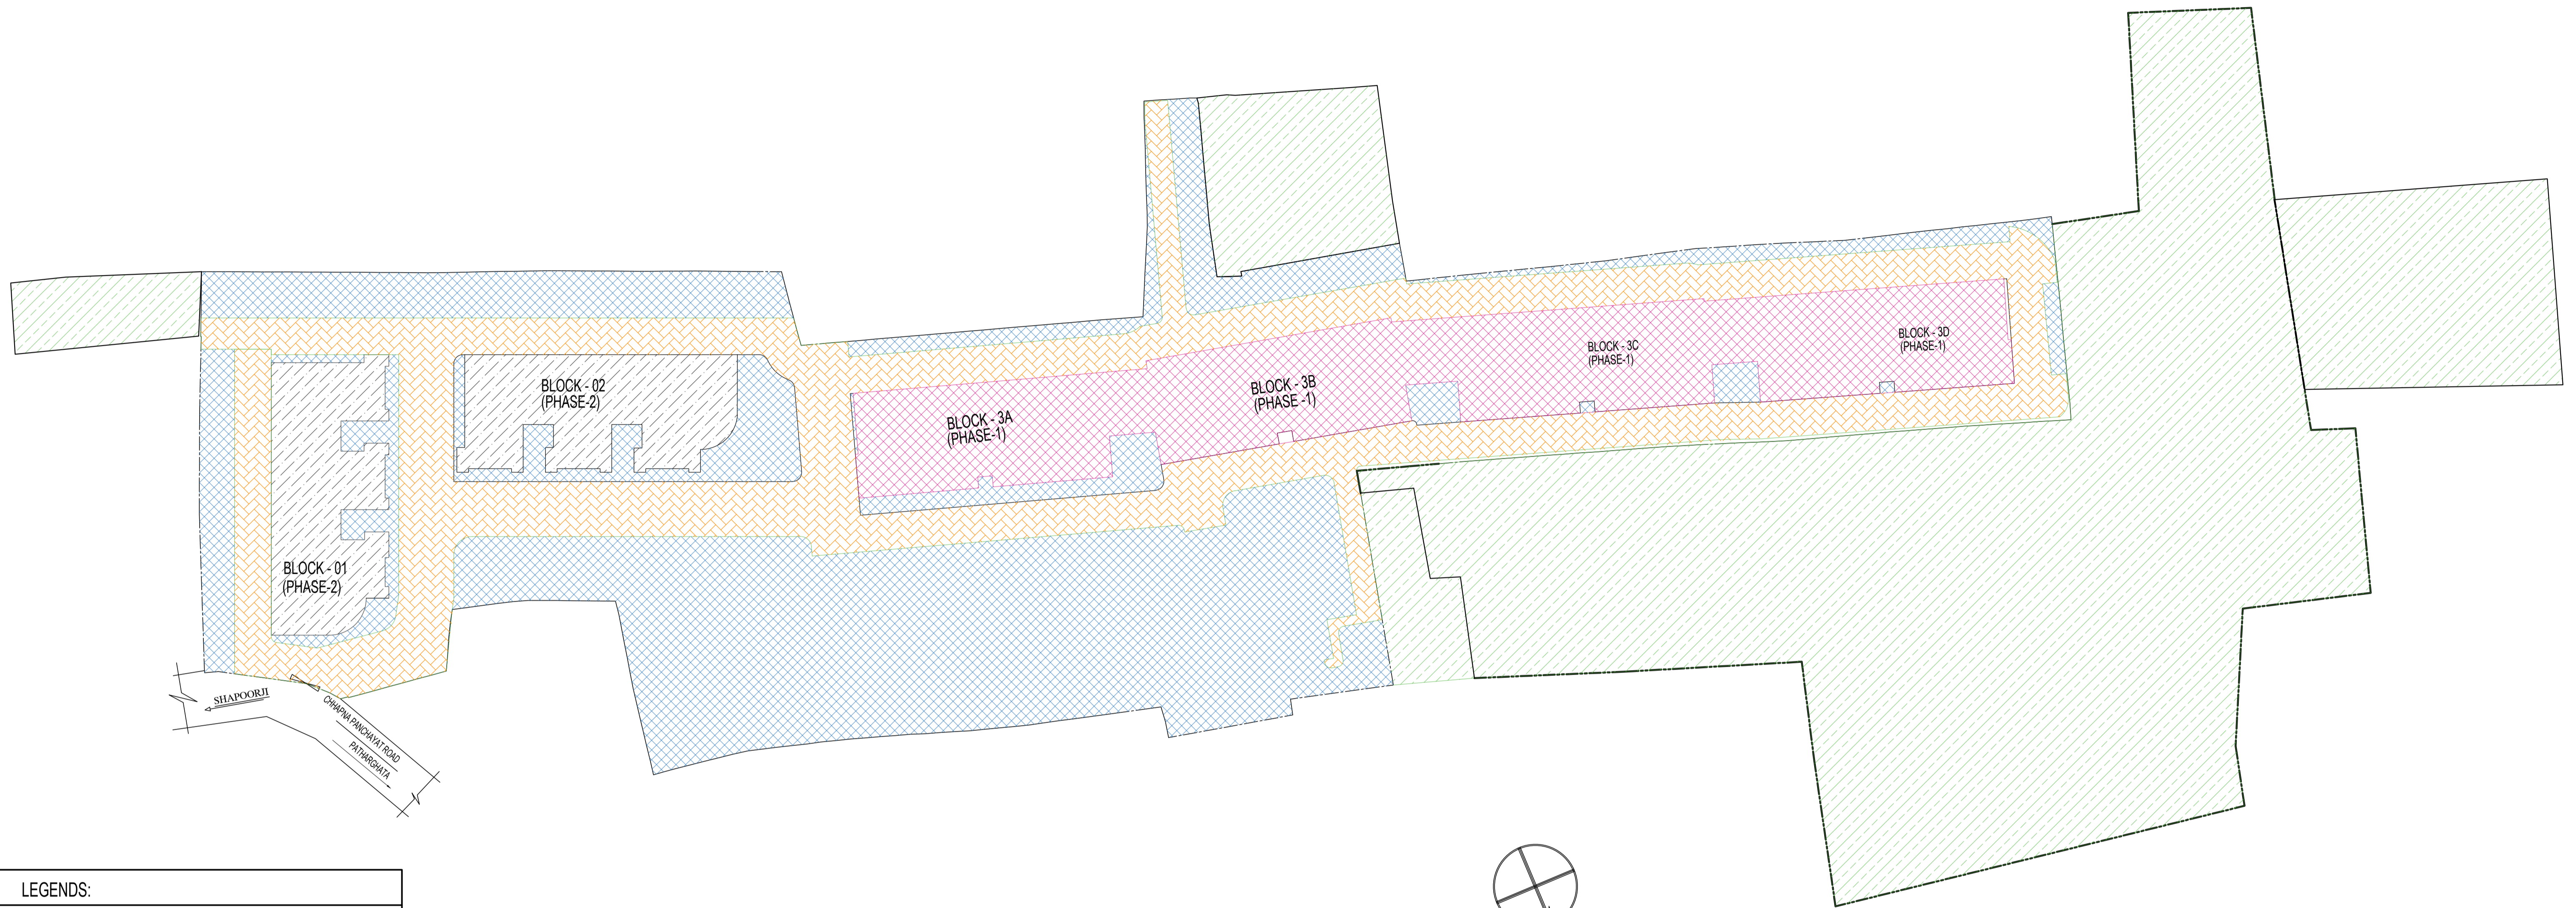 BLOCK - 02
(PHASE-2)
BLOCK - 3A
(PHASE-1)
BLOCK - 3B
(PHASE -1)
BLOCK - 3C
(PHASE-1)
BLOCK - 3D
(PHASE-1)
BLOCK - 01
(PHASE-2)
SHAPOORJI
CHHAPNA PANCHAYAT ROAD
PATHARGHATA
LEGENDS: